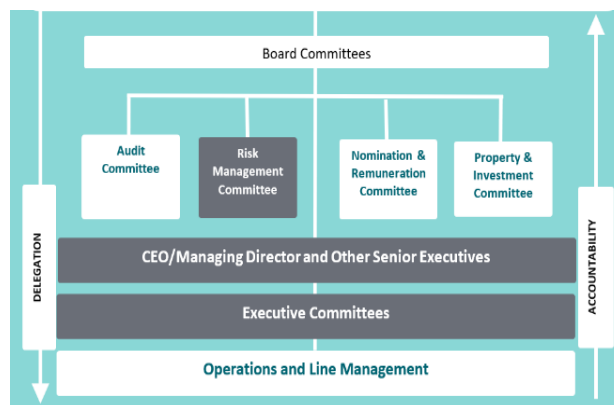 Board Committees
Audit
Committee
Risk
Management
Committee
Nomination &
Remuneration
Committee
Property &
Investment
Committee
DELEGATION
ACCOUNTABILITY
CEO/Managing Director and Other Senior Executives
Executive Committees
Operations and Line Management